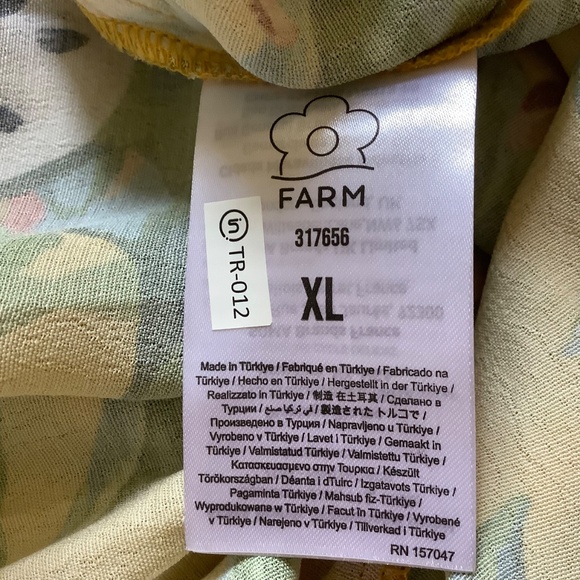 FARM
317656
in TR-012
XL
Made in Türkiye / Fabriqué en Türkiye / Fabricado na
Türkiye / Hecho en Türkiye / Hergestellt in der Türkiye /
Realizzato in Türkiye / 制造 在土耳其 / Сделано в
Турции / في تركيا صنع / 製造された トルコで /
Произведено в Турция / Napravljeno u Türkiye /
Vyrobeno v Türkiye / Lavet i Türkiye / Gemaakt in
Türkiye / Valmistatud Türkiye / Valmistettu Türkiye /
Κατασκευασμενο στην Τουρκια / Készült
Törökországban / Déanta i dTuirc / Izgatavots Türkiye /
Pagaminta Türkiye / Mahsub fiz-Türkiye /
Wyprodukowane w Türkiye / Facut în Türkiye / Vyrobené
v Türkiye / Narejeno v Türkiye / Tillverkad i Türkiye
RN 157047